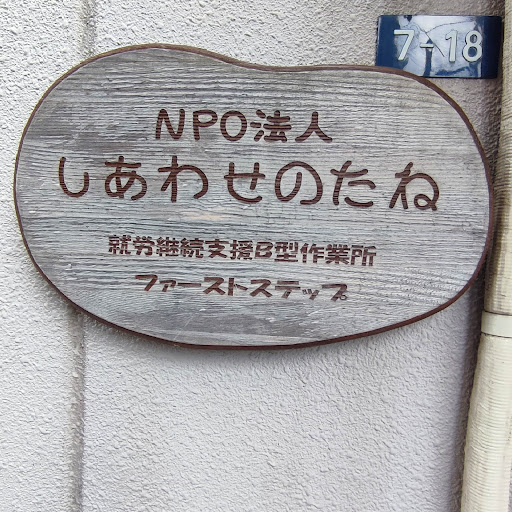 7-18
NPO法人
しあわせのたね
就労継続支援B型作業所
ファーストステップ